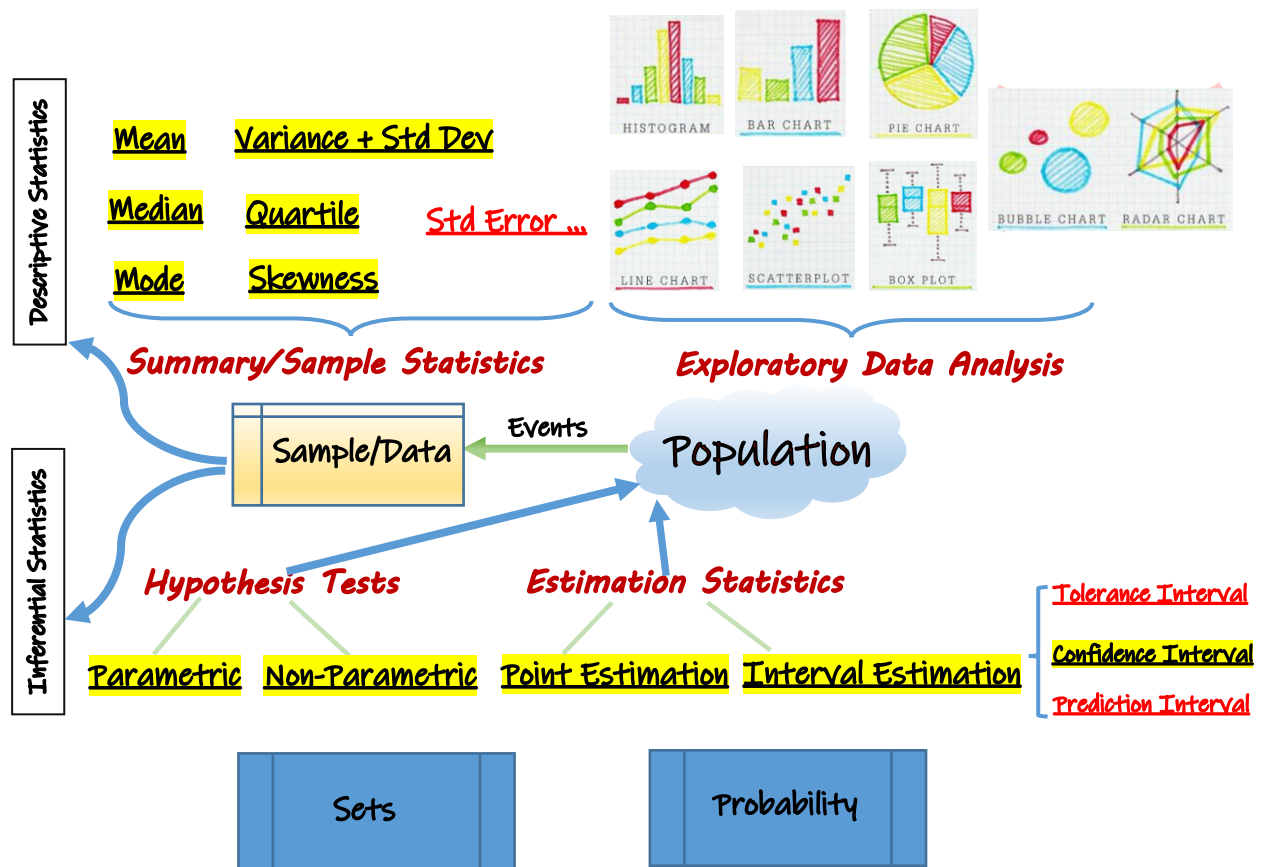 Descriptive Statistics
Mean
Variance + Std Dev
Median
Quartile
Std Error ...
Mode
Skewness
HISTOGRAM
BAR CHART
PIE CHART
BUBBLE CHART
RADAR CHART
LINE CHART
SCATTERPLOT
BOX PLOT
Summary/Sample Statistics
Exploratory Data Analysis
Sample/Data
Events
Population
Inferential Statistics
Hypothesis Tests
Estimation Statistics
Parametric
Non-Parametric
Point Estimation
Interval Estimation
Tolerance Interval
Confidence Interval
Prediction Interval
Sets
Probability